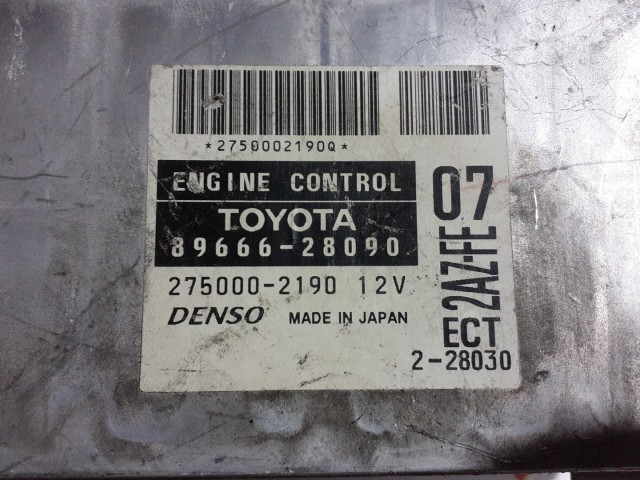 *2750002190Q*
ENGINE CONTROL
TOYOTA
89666-28090
275000-2190 12V
DENSO MADE IN JAPAN
07
2AZ-FE
ECT
2-28030